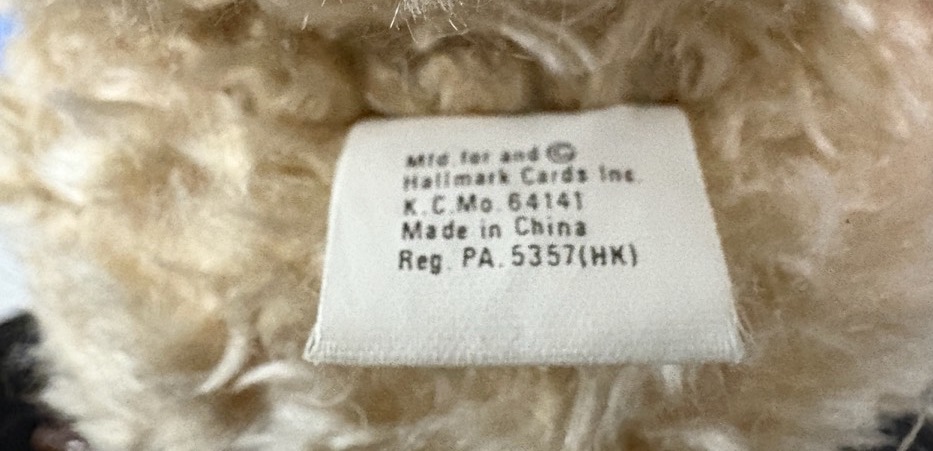 Mfd. for and ©
Hallmark Cards Inc.
K.C.Mo. 64141
Made in China
Reg. PA. 5357(HK)